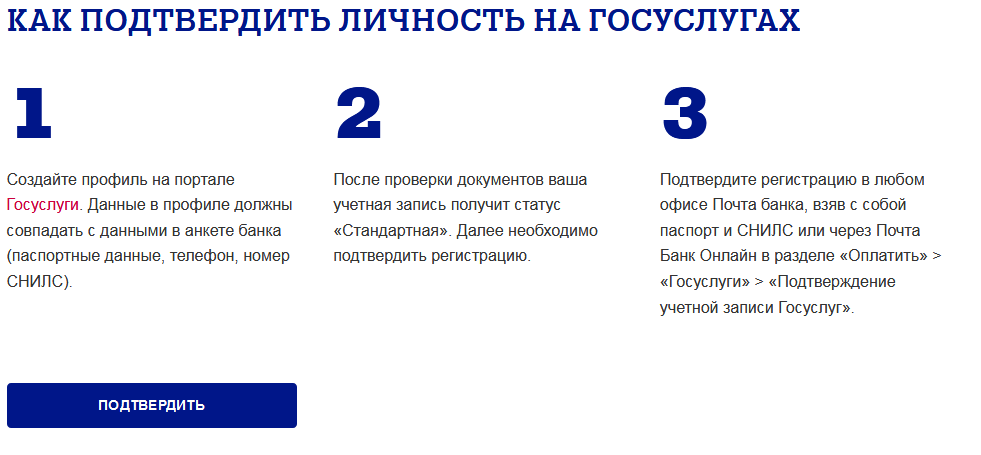 КАК ПОДТВЕРДИТЬ ЛИЧНОСТЬ НА ГОСУСЛУГАХ
1
Создайте профиль на портале
Госуслуги. Данные в профиле должны
совпадать с данными в анкете банка
(паспортные данные, телефон, номер
СНИЛС).
2
После проверки документов ваша
учетная запись получит статус
«Стандартная». Далее необходимо
подтвердить регистрацию.
3
Подтвердите регистрацию в любом
офисе Почта банка, взяв с собой
паспорт и СНИЛС или через Почта
Банк Онлайн в разделе «Оплатить» >
«Госуслуги» > «Подтверждение
учетной записи Госуслуг».
ПОДТВЕРДИТЬ